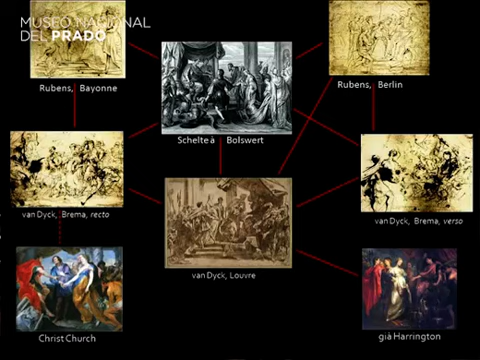 MUSEO NACIONAL
DEL PRADO
Rubens, Bayonne
Schelte à Bolswert
Rubens, Berlin
van Dyck, Brema, recto
van Dyck, Louvre
van Dyck, Brema, verso
Christ Church
già Harrington